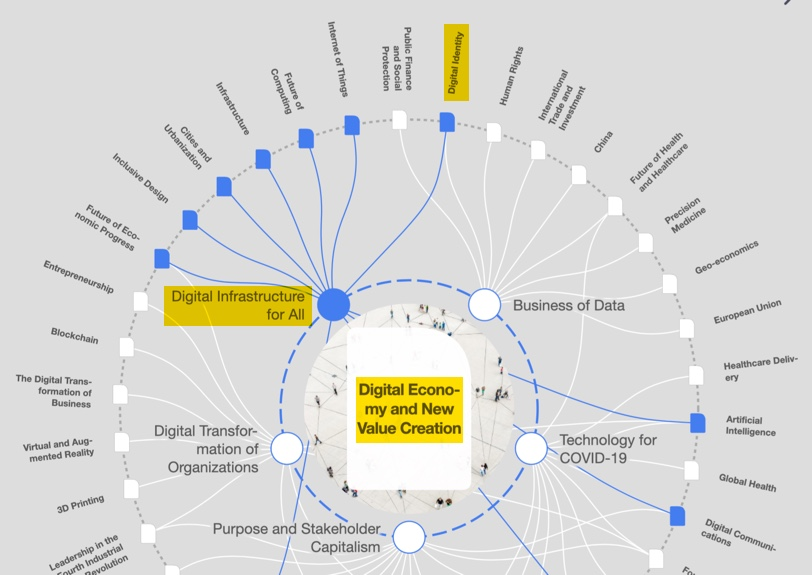 Internet of Things
Public Finance
and Social
Protection
Digital Identity
Human Rights
International
Trade and
Investment
Future of
Computing
Infrastructure
Cities and
Urbanization
Inclusive Design
Future of Eco-
nomic Progress
Entrepreneurship
Blockchain
The Digital Trans-
formation of
Business
Virtual and Aug-
mented Reality
3D Printing
Leadership in the
Fourth Industrial
Revolution
China
Future of Health
and Healthcare
Precision
Medicine
Geo-economics
European Union
Healthcare Deliv-
ery
Artificial
Intelligence
Global Health
Digital Communi-
cations
Digital Infrastructure
for All
Business of Data
Digital Econo-
my and New
Value Creation
Digital Transfor-
mation of
Organizations
Technology for
COVID-19
Purpose and Stakeholder
Capitalism